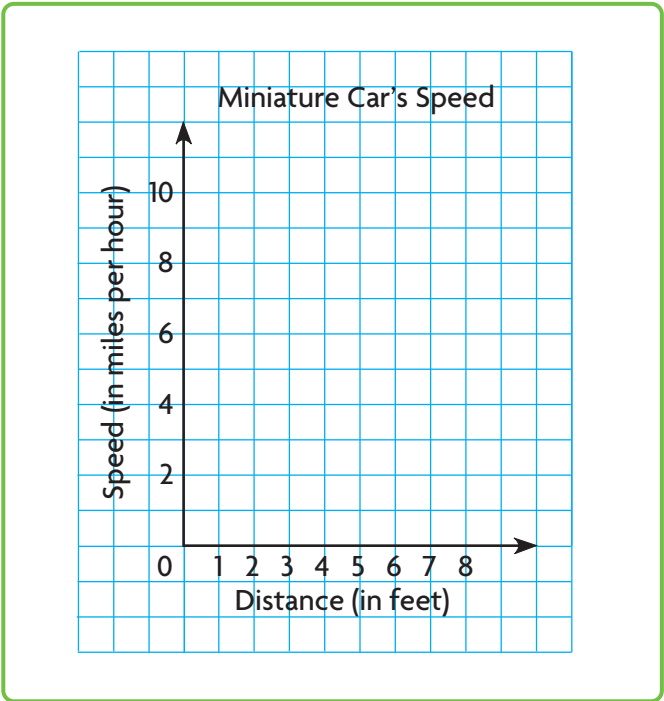 Miniature Car's Speed
Speed (in miles per hour)
10
8
6
4
2
0 1 2 3 4 5 6 7 8
Distance (in feet)